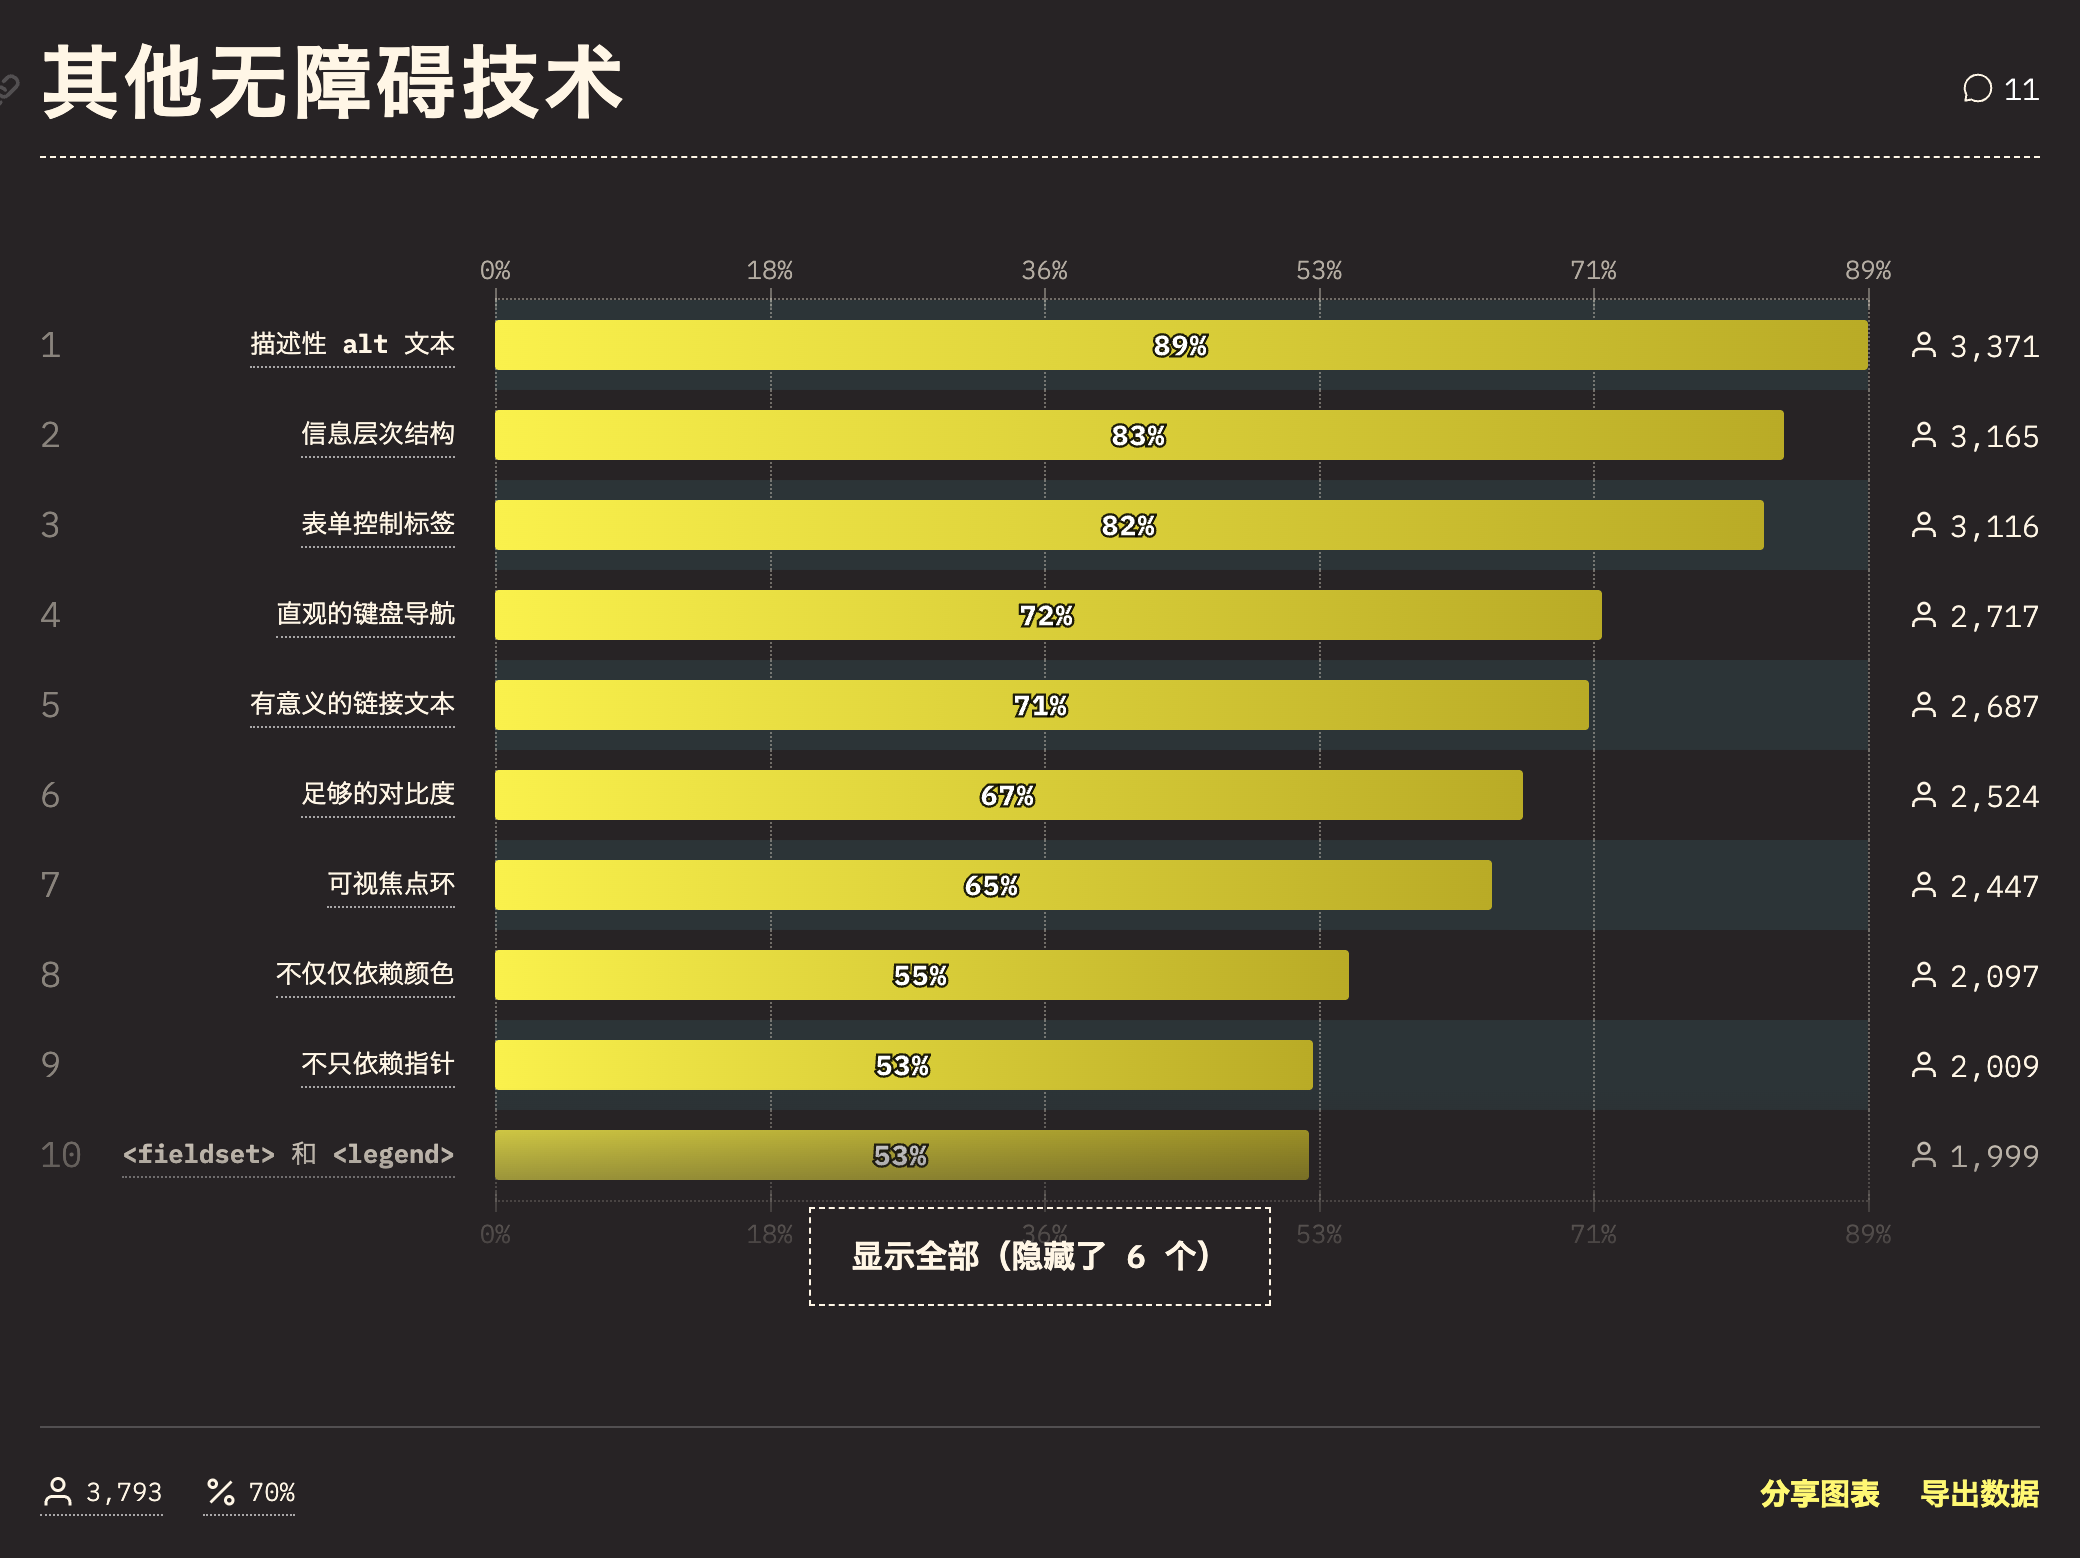 其他无障碍技术
11
0% 18% 36% 53% 71% 89%
1 描述性 alt 文本 89% 3,371
2 信息层次结构 83% 3,165
3 表单控制标签 82% 3,116
4 直观的键盘导航 72% 2,717
5 有意义的链接文本 71% 2,687
6 足够的对比度 67% 2,524
7 可视焦点环 65% 2,447
8 不仅仅依赖颜色 55% 2,097
9 不只依赖指针 53% 2,009
10 <fieldset> 和 <legend> 53% 1,999
0% 18% 36% 53% 71% 89%
显示全部（隐藏了 6 个）
3,793 70% 分享图表 导出数据